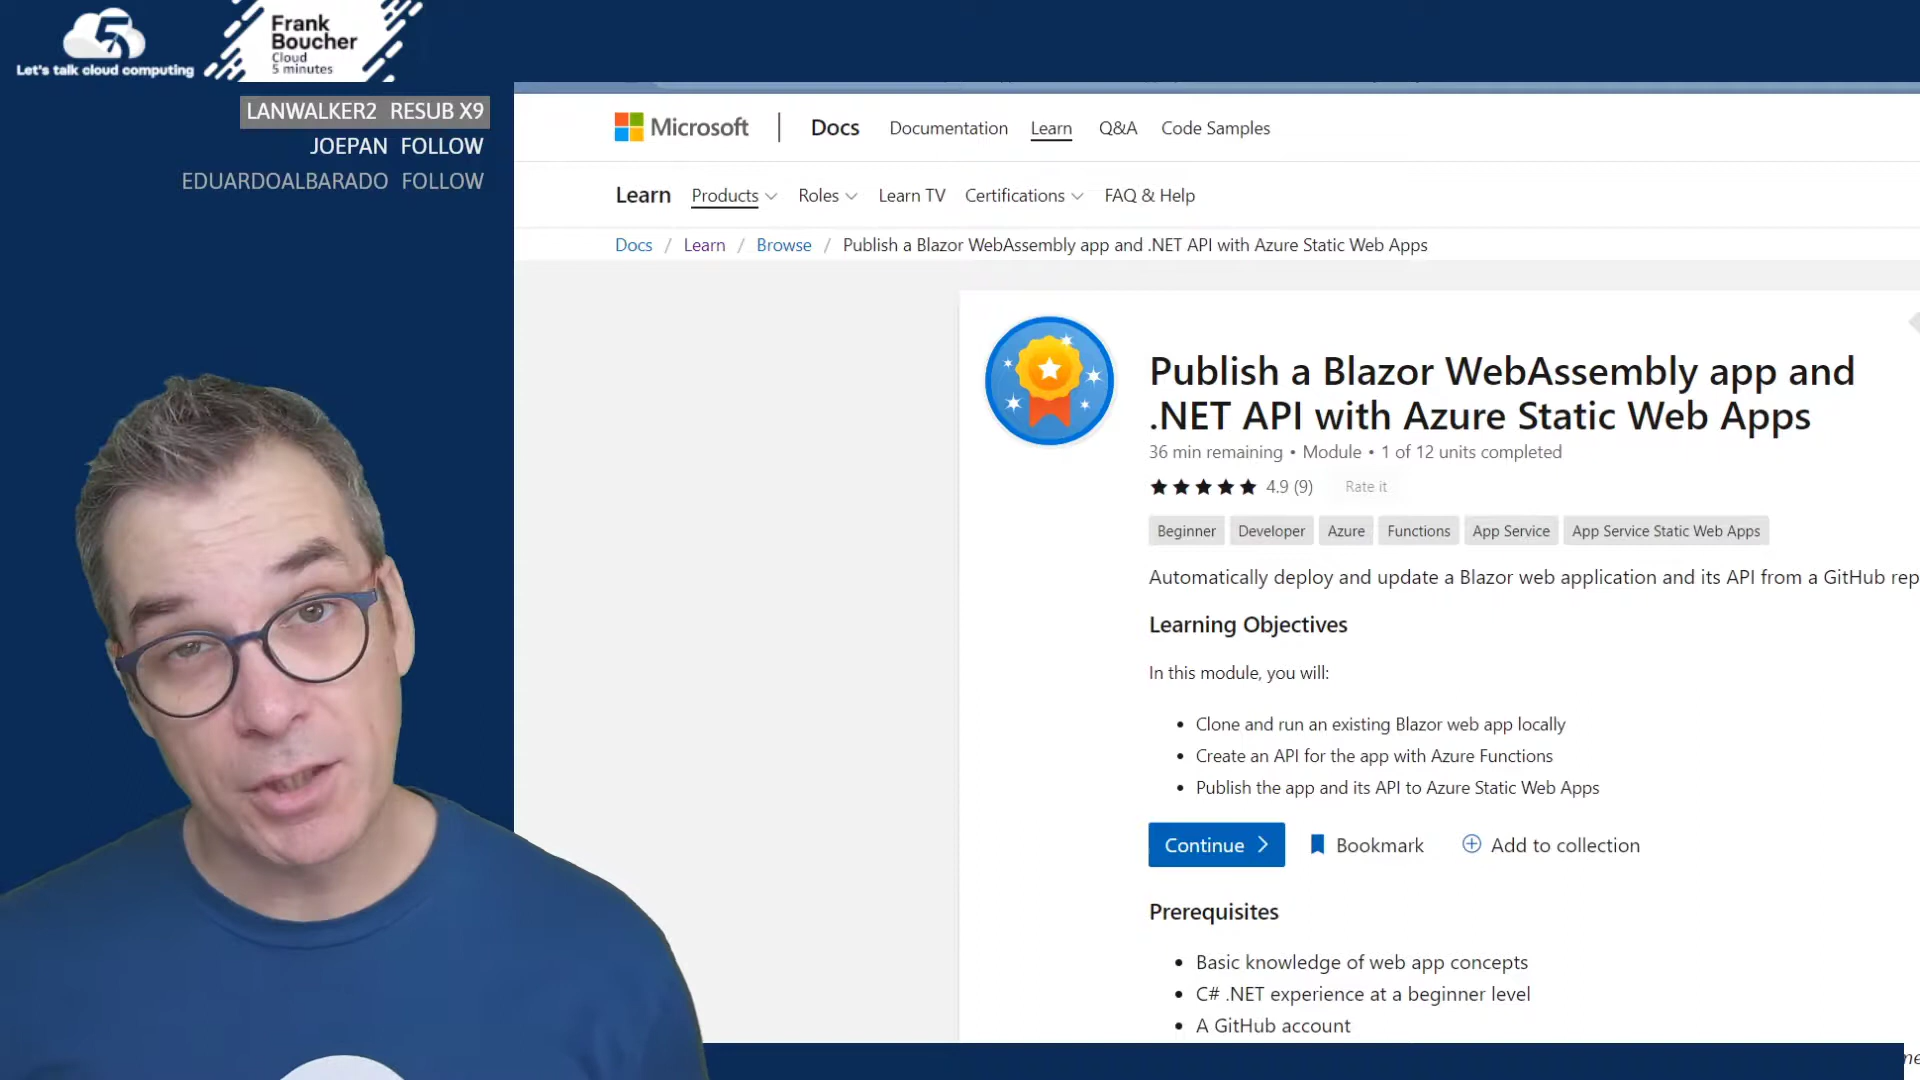 Let's talk cloud computing
5
Frank
Boucher
Cloud
5 minutes
LANWALKER2 RESUB X9
JOEPAN FOLLOW
EDUARDOALBARADO FOLLOW
Microsoft
Docs Documentation Learn Q&A Code Samples
Learn Products Roles Learn TV Certifications FAQ & Help
Docs / Learn / Browse / Publish a Blazor WebAssembly app and .NET API with Azure Static Web Apps
Publish a Blazor WebAssembly app and
.NET API with Azure Static Web Apps
36 min remaining • Module • 1 of 12 units completed
4.9 (9) Rate it
Beginner Developer Azure Functions App Service App Service Static Web Apps
Automatically deploy and update a Blazor web application and its API from a GitHub rep
Learning Objectives
In this module, you will:
• Clone and run an existing Blazor web app locally
• Create an API for the app with Azure Functions
• Publish the app and its API to Azure Static Web Apps
Continue Bookmark Add to collection
Prerequisites
• Basic knowledge of web app concepts
• C# .NET experience at a beginner level
• A GitHub account